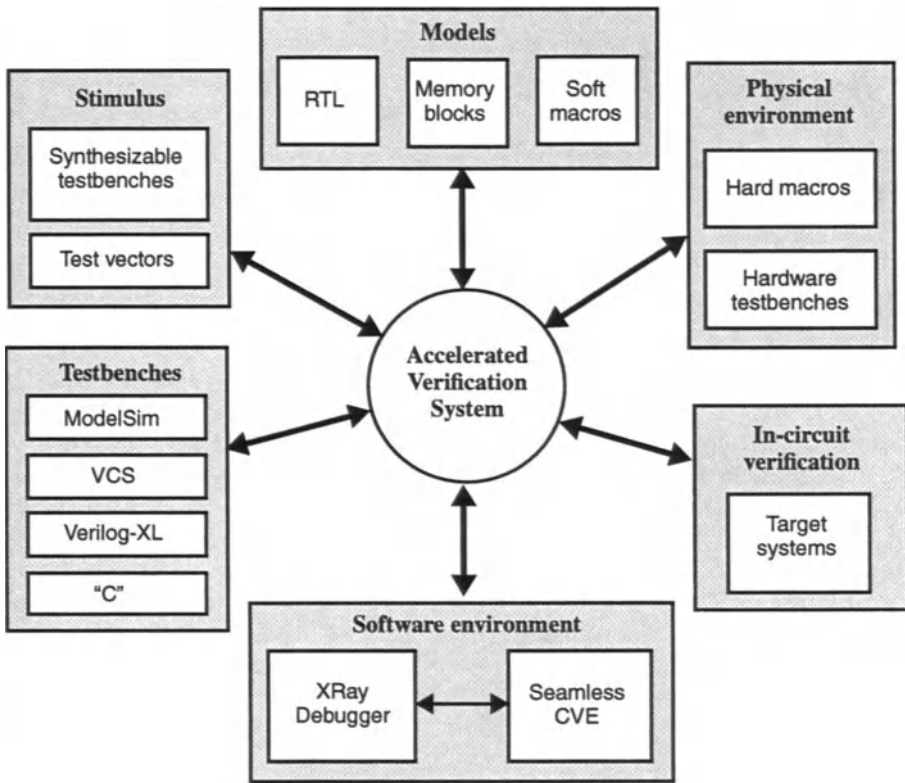 Models
RTL
Memory
blocks
Soft
macros
Stimulus
Synthesizable
testbenches
Test vectors
Physical
environment
Hard macros
Hardware
testbenches
Accelerated
Verification
System
Testbenches
ModelSim
VCS
Verilog-XL
“C”
In-circuit
verification
Target
systems
Software environment
XRay
Debugger
Seamless
CVE